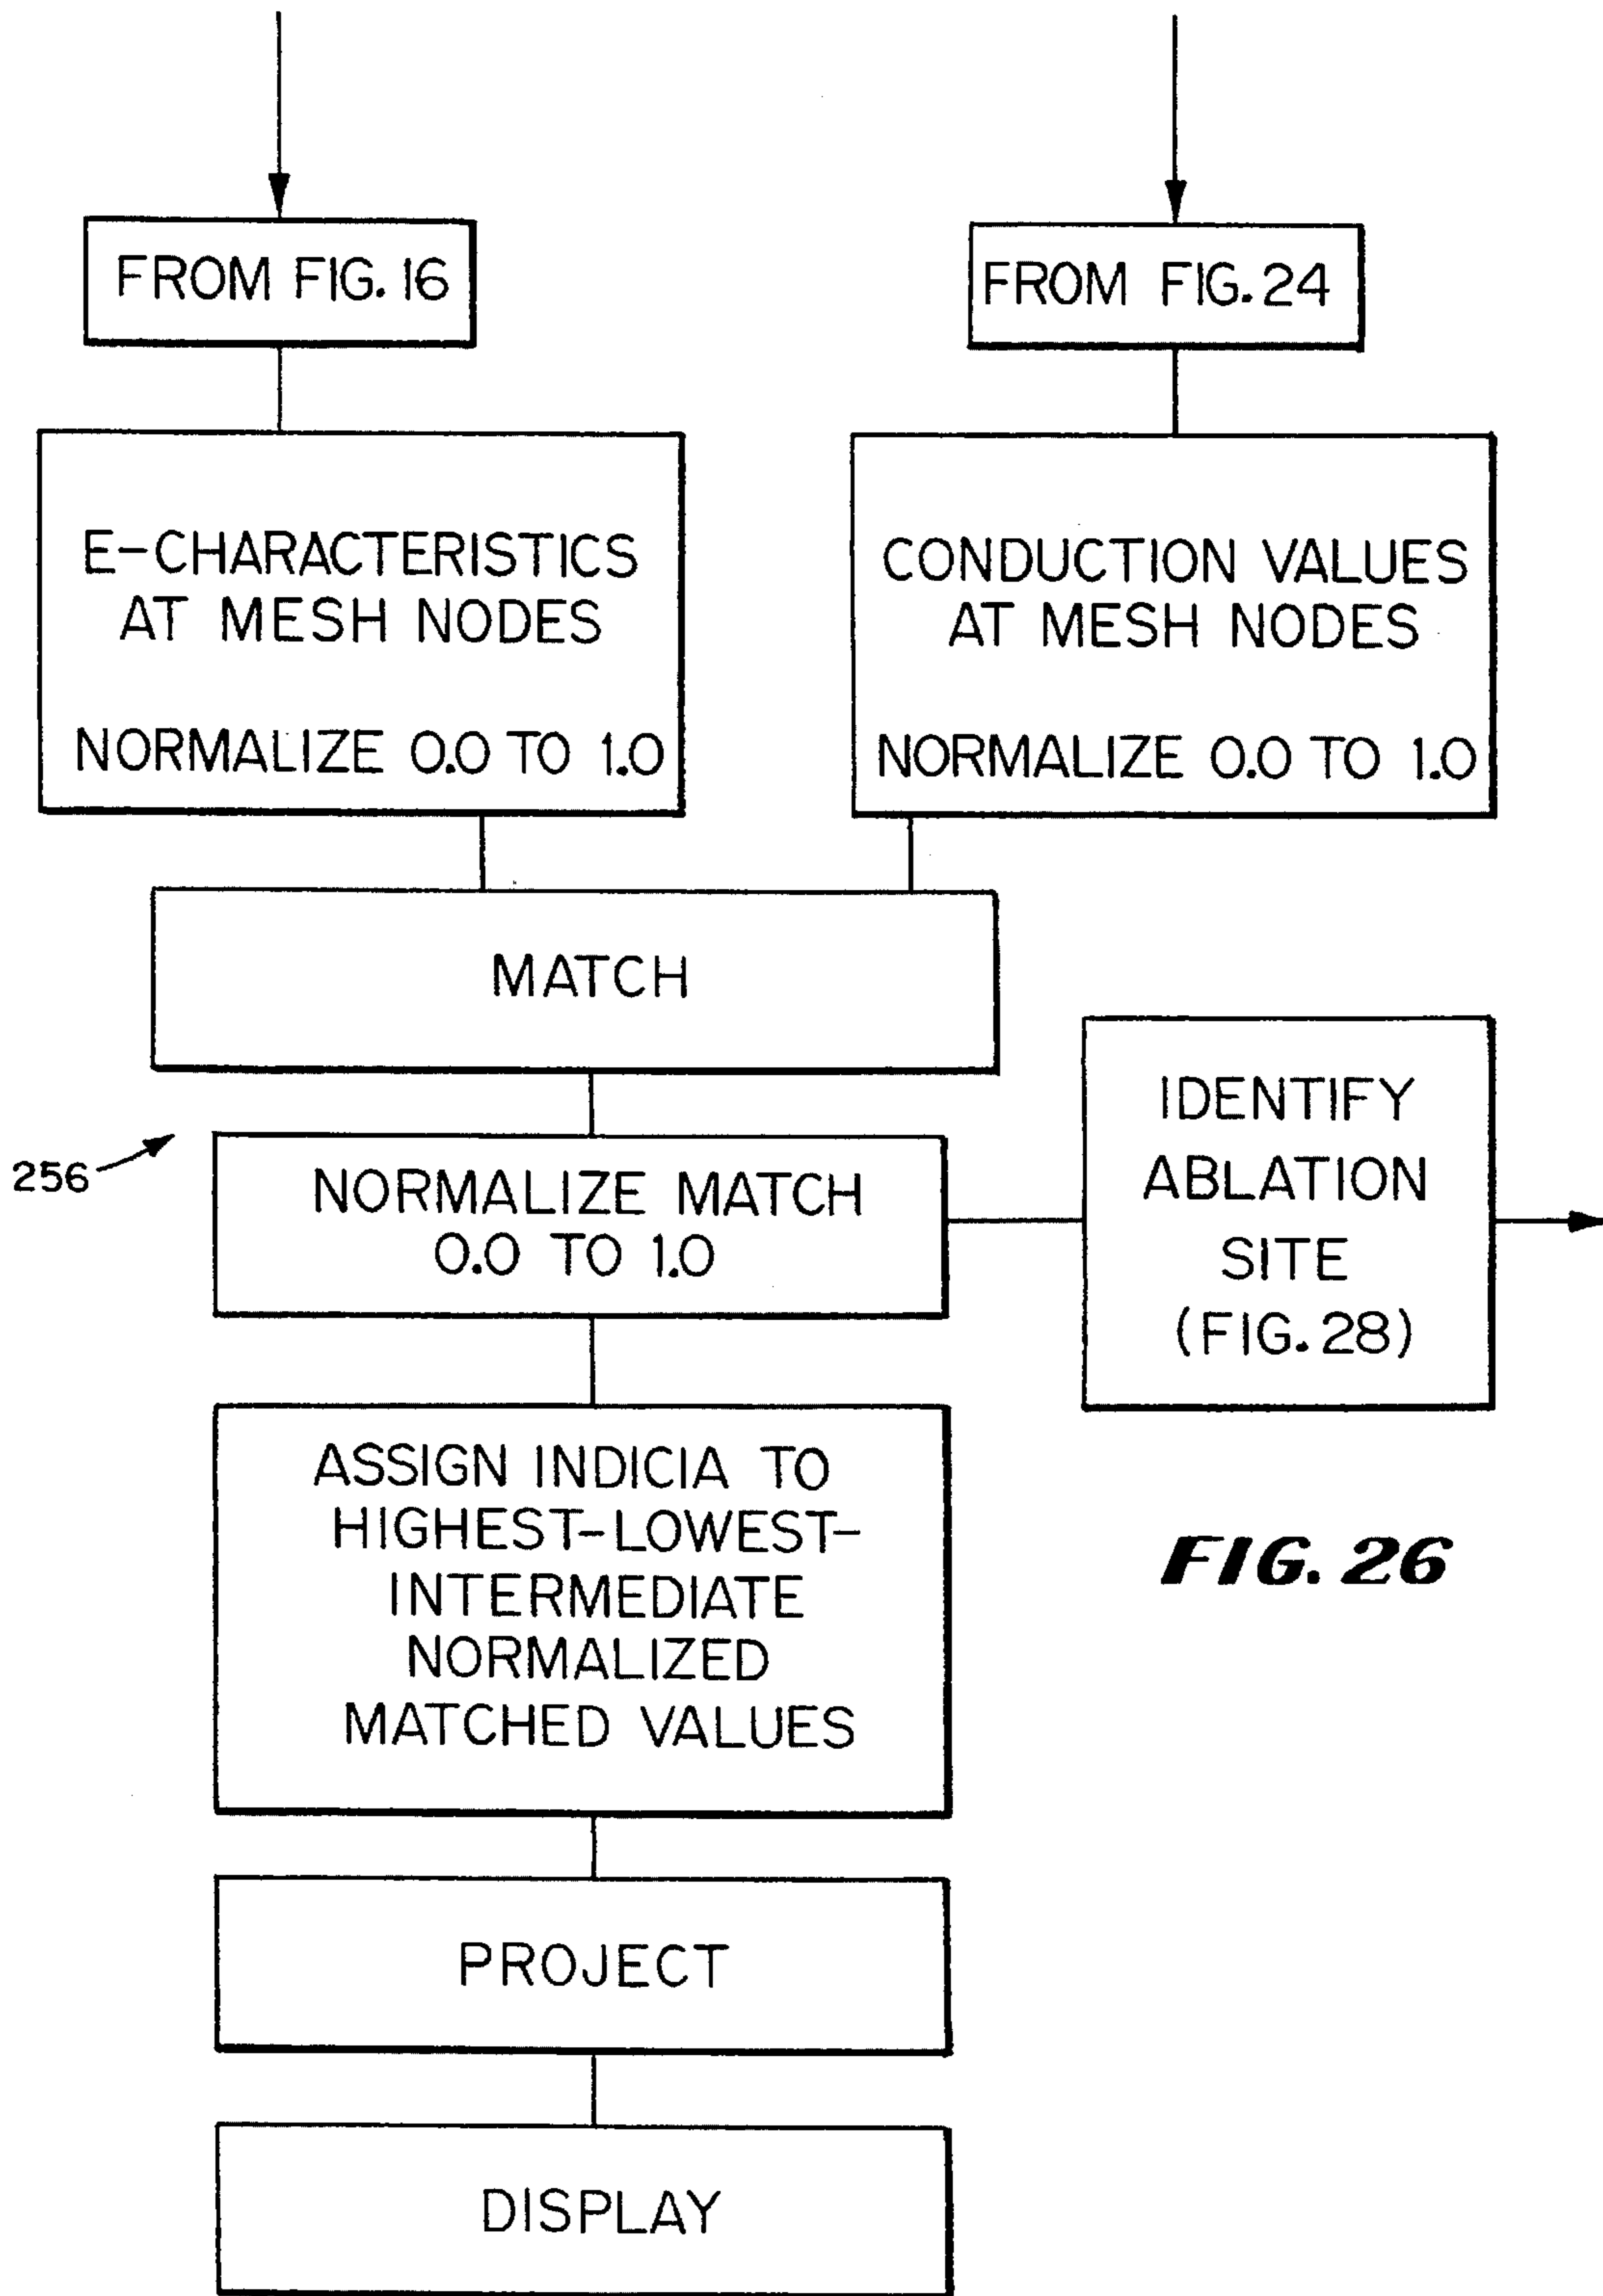 FROM FIG. 16
FROM FIG. 24
E-CHARACTERISTICS
AT MESH NODES
NORMALIZE 0.0 TO 1.0
CONDUCTION VALUES
AT MESH NODES
NORMALIZE 0.0 TO 1.0
MATCH
256
NORMALIZE MATCH
0.0 TO 1.0
IDENTIFY
ABLATION
SITE
(FIG. 28)
ASSIGN INDICIA TO
HIGHEST-LOWEST-
INTERMEDIATE
NORMALIZED
MATCHED VALUES
FIG. 26
PROJECT
DISPLAY